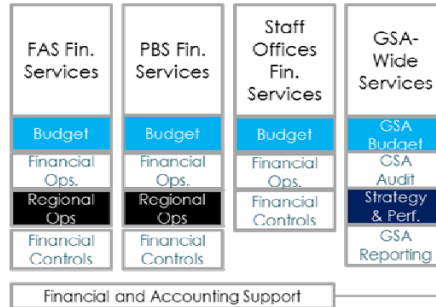 FAS Fin.
Services
Budget
Financial
Ops.
Regional
Ops
Financial
Controls
PBS Fin.
Services
Budget
Financial
Ops.
Regional
Ops
Financial
Controls
Staff
Offices
Fin.
Services
Budget
Financial
Ops.
Financial
Controls
GSA-
Wide
Services
GSA
Budget
GSA
Audit
Strategy
& Perf.
GSA
Reporting
Financial and Accounting Support